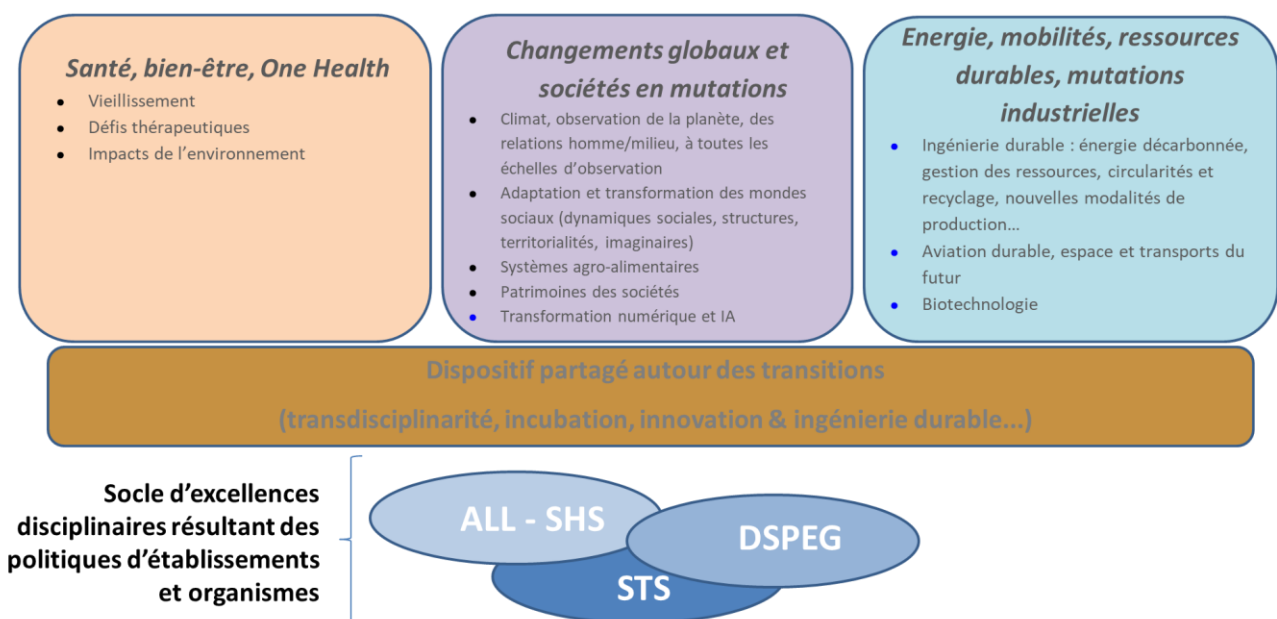 Santé, bien-être, One Health
• Vieillissement
• Défis thérapeutiques
• Impacts de l’environnement
Changements globaux et
sociétés en mutations
• Climat, observation de la planète, des
relations homme/milieu, à toutes les
échelles d’observation
• Adaptation et transformation des mondes
sociaux (dynamiques sociales, structures,
territorialités, imaginaires)
• Systèmes agro-alimentaires
• Patrimoines des sociétés
• Transformation numérique et IA
Energie, mobilités, ressources
durables, mutations
industrielles
• Ingénierie durable : énergie décarbonnée,
gestion des ressources, circularités et
recyclage, nouvelles modalités de
production…
• Aviation durable, espace et transports du
futur
• Biotechnologie
Dispositif partagé autour des transitions
(transdisciplinarité, incubation, innovation & ingénierie durable...)
Socle d’excellences
disciplinaires résultant des
politiques d’établissements
et organismes
ALL - SHS
DSPEG
STS